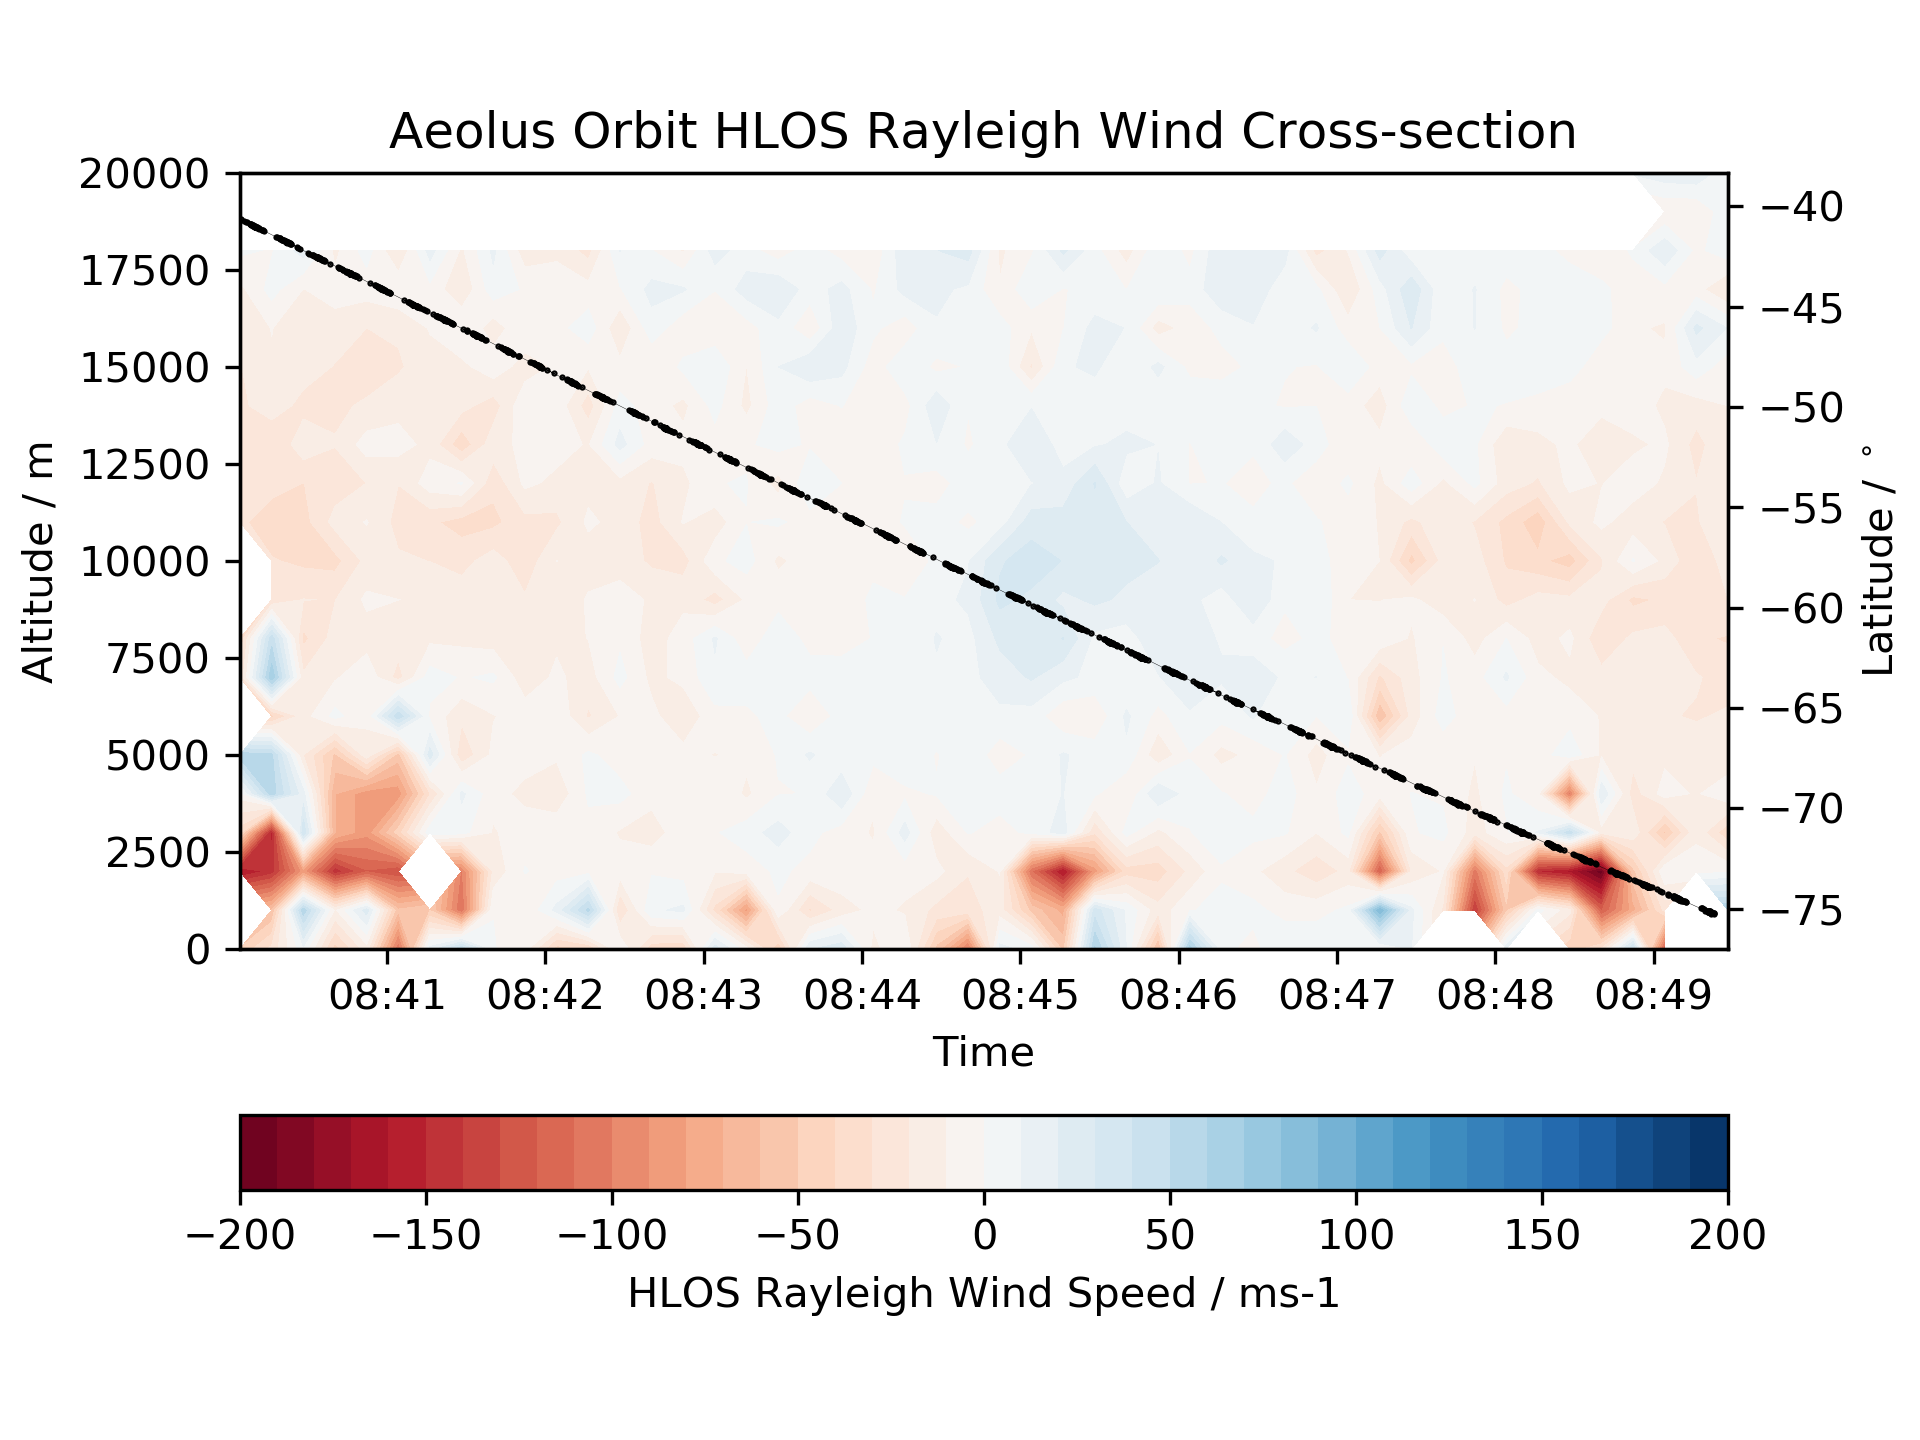 Aeolus Orbit HLOS Rayleigh Wind Cross-section
20000
17500
15000
12500
10000
7500
5000
2500
0
Altitude / m
−40
−45
−50
−55
−60
−65
−70
−75
Latitude / °
08:41 08:42 08:43 08:44 08:45 08:46 08:47 08:48 08:49
Time
−200 −150 −100 −50 0 50 100 150 200
HLOS Rayleigh Wind Speed / ms-1